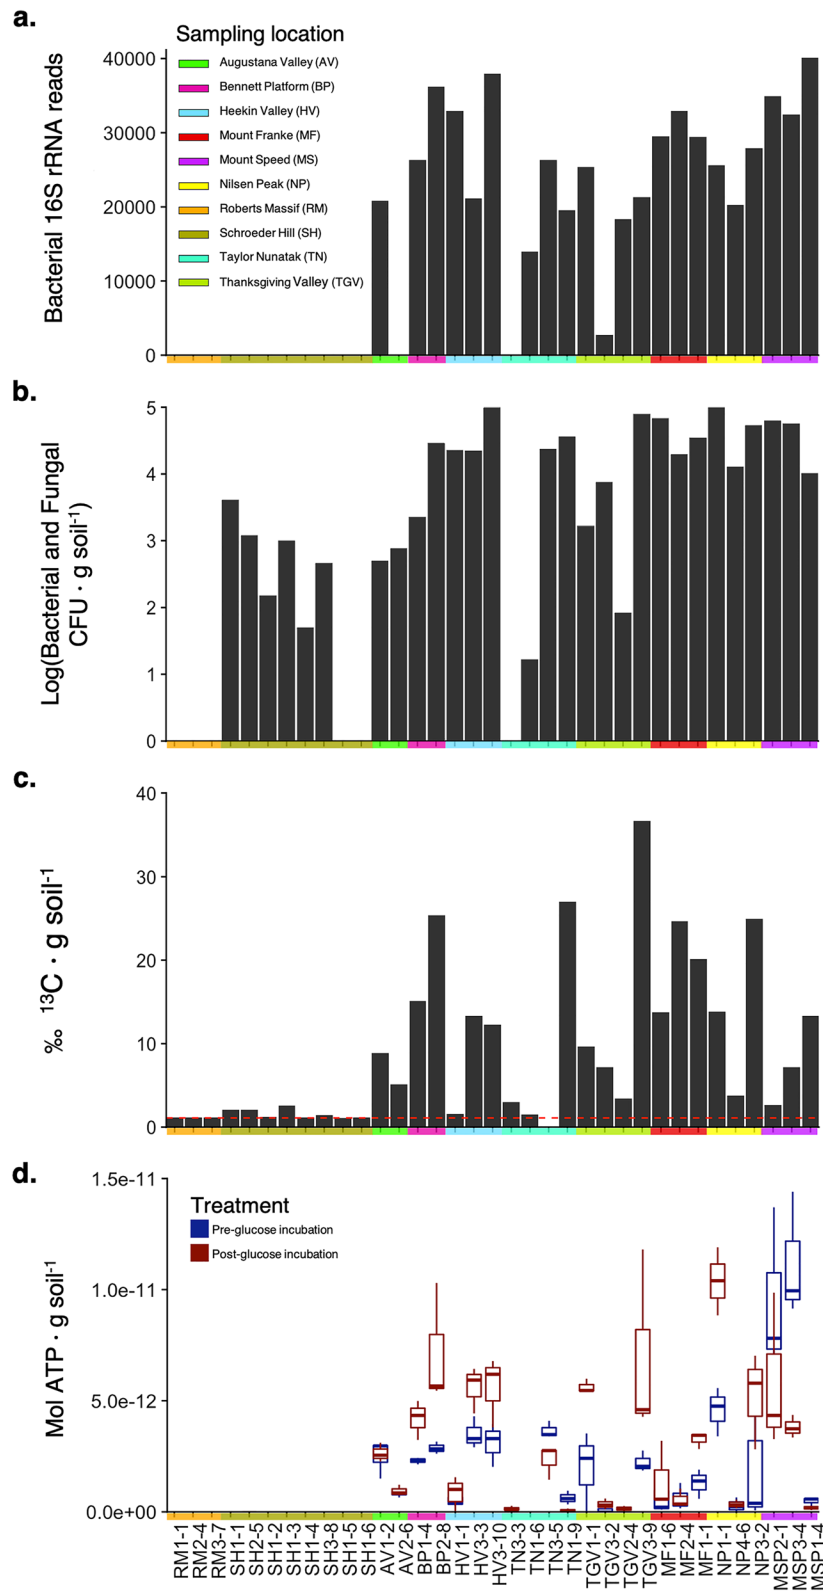 a.
Sampling location
Augustana Valley (AV)
Bennett Platform (BP)
Heekin Valley (HV)
Mount Franke (MF)
Mount Speed (MS)
Nilsen Peak (NP)
Roberts Massif (RM)
Schroeder Hill (SH)
Taylor Nunatak (TN)
Thanksgiving Valley (TGV)
Bacterial 16S rRNA reads
40000
30000
20000
10000
0
b.
Log(Bacterial and Fungal
CFU · g soil-1)
5
4
3
2
1
0
c.
‰ 13C · g soil-1
40
30
20
10
0
d.
Treatment
Pre-glucose incubation
Post-glucose incubation
Mol ATP · g soil-1
1.5e-11
1.0e-11
5.0e-12
0.0e+00
RM1-1
RM2-4
RM3-7
SH1-1
SH2-5
SH1-2
SH1-3
SH1-4
SH3-8
SH1-5
SH1-6
AV1-2
AV2-6
BP1-4
BP2-8
HV1-1
HV3-3
HV3-10
TN3-3
TN1-6
TN3-5
TN1-9
TGV1-1
TGV3-2
TGV2-4
TGV3-9
MF1-6
MF2-4
MF1-1
NP1-1
NP4-6
NP3-2
MSP2-1
MSP3-4
MSP1-4